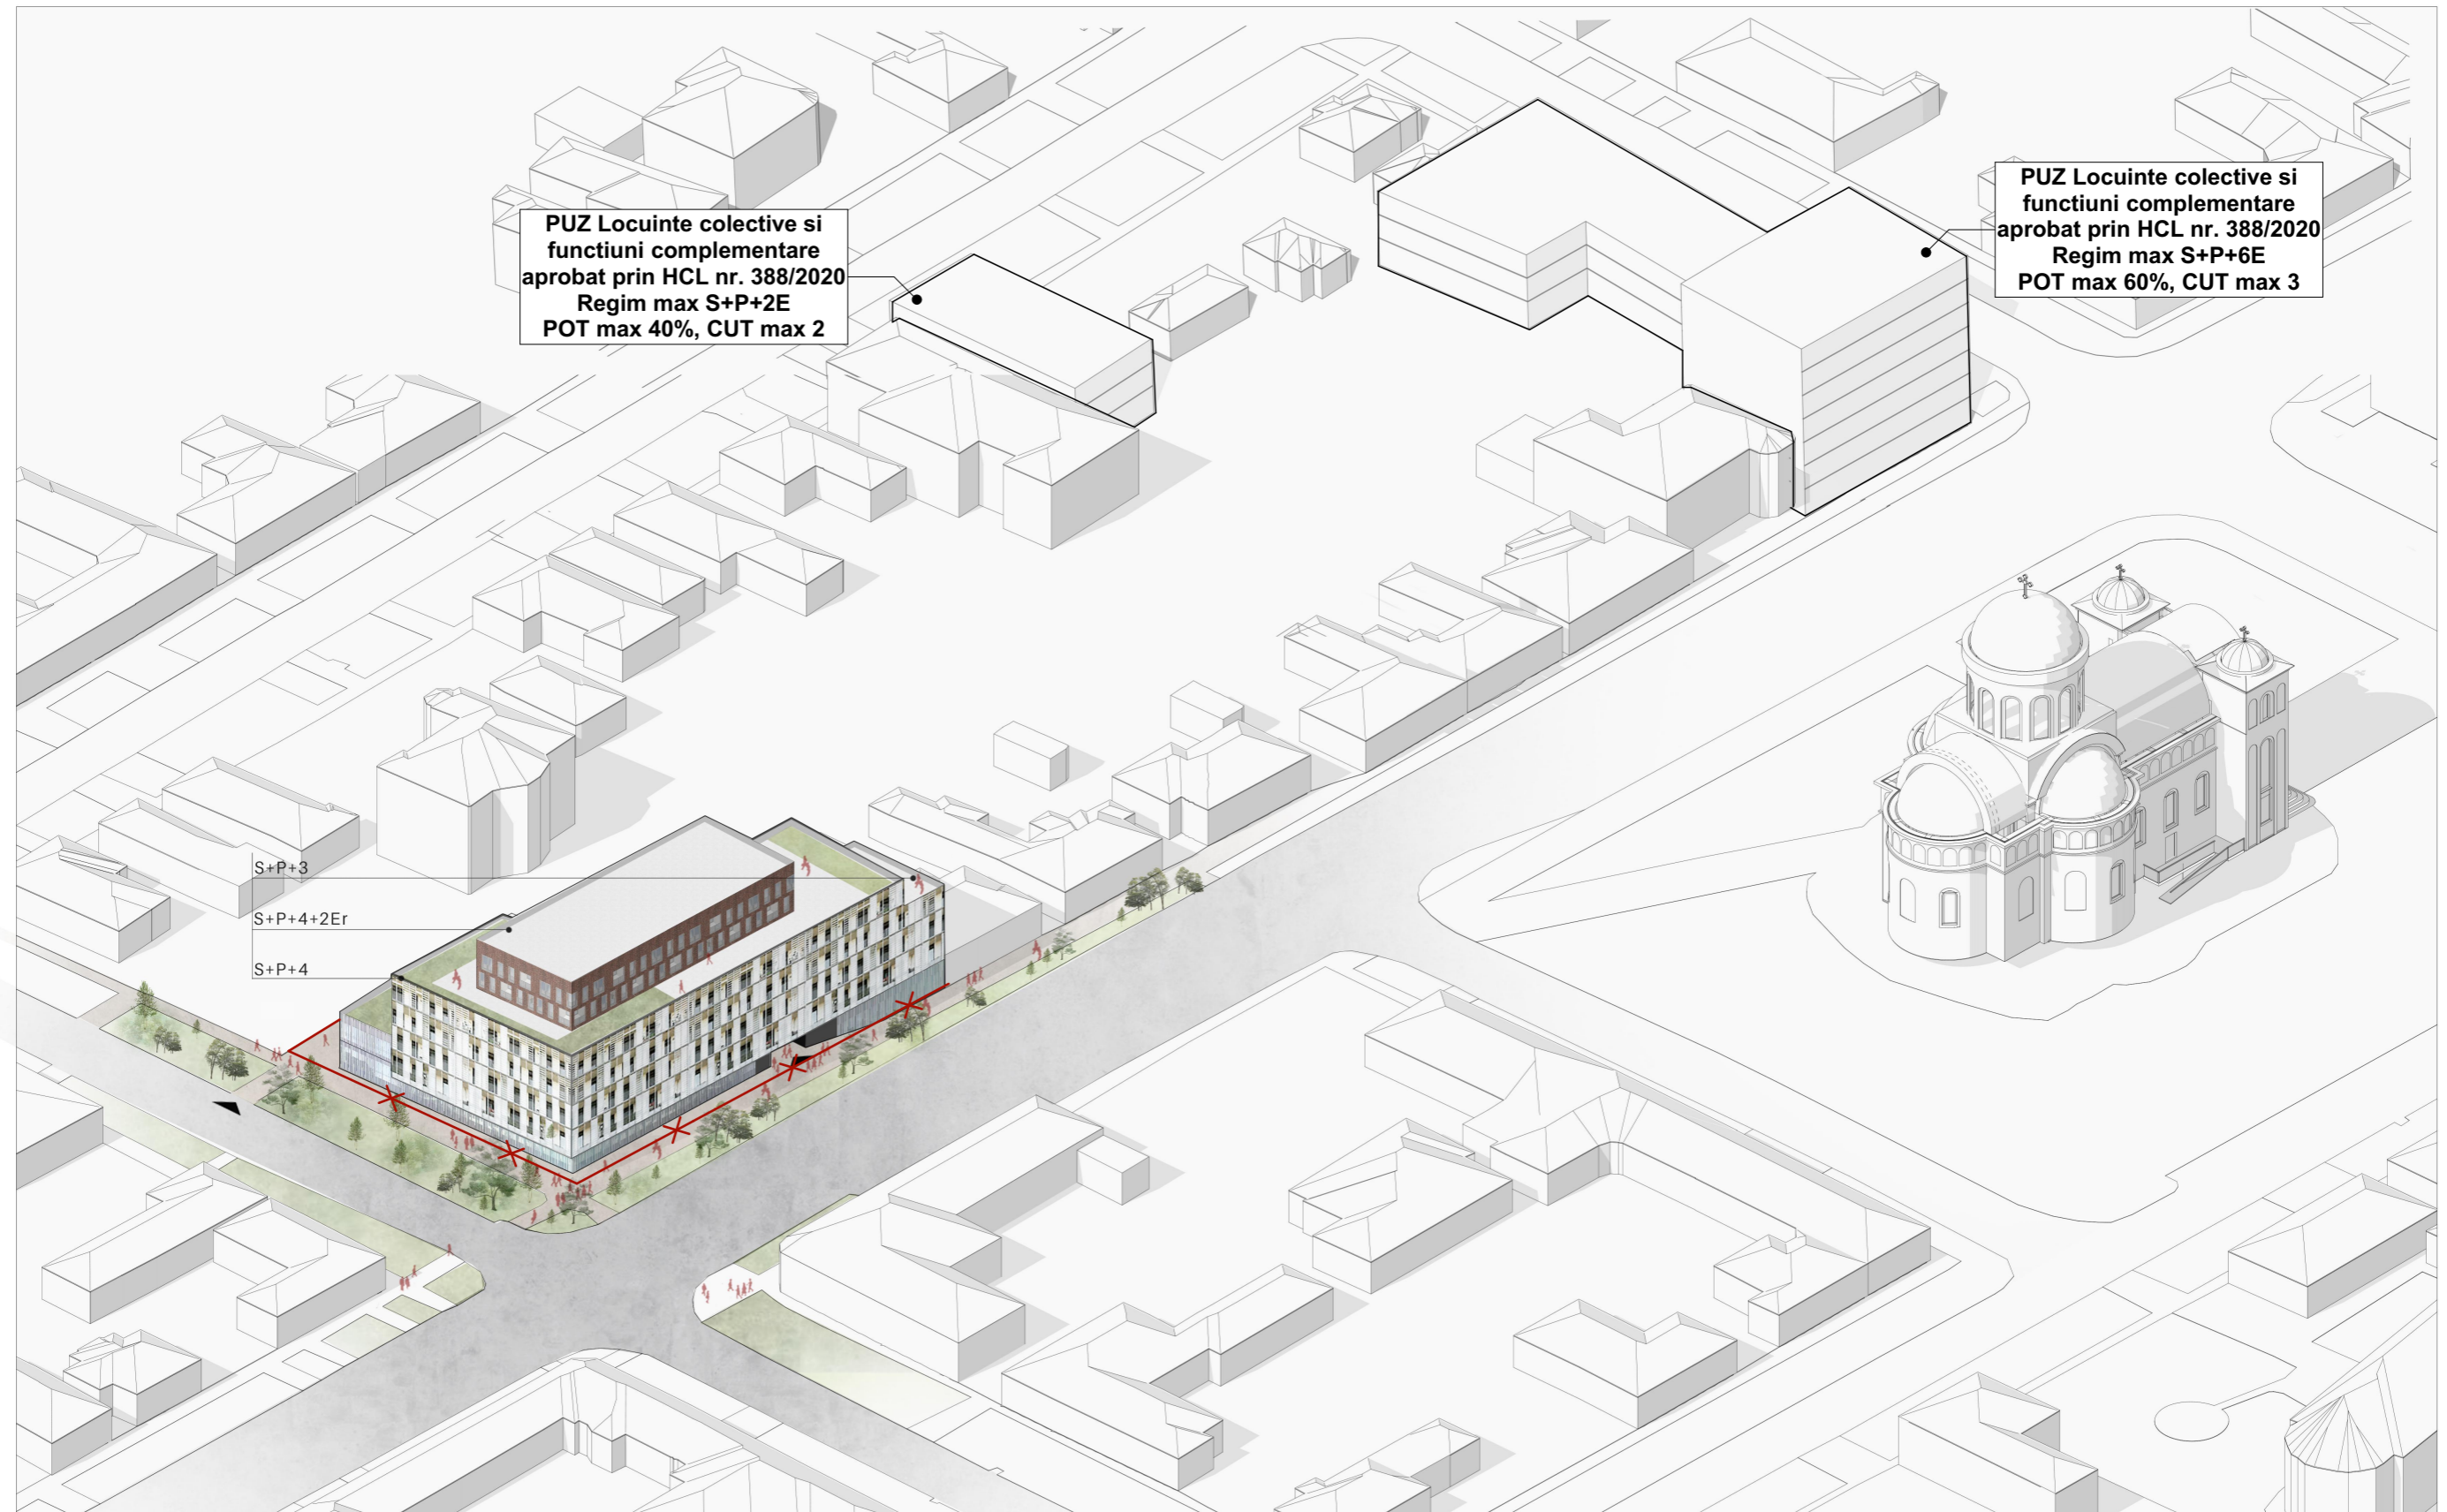 PUZ Locuinte colective si
functiuni complementare
aprobat prin HCL nr. 388/2020
Regim max S+P+2E
POT max 40%, CUT max 2
PUZ Locuinte colective si
functiuni complementare
aprobat prin HCL nr. 388/2020
Regim max S+P+6E
POT max 60%, CUT max 3
S+P+3
S+P+4+2Er
S+P+4